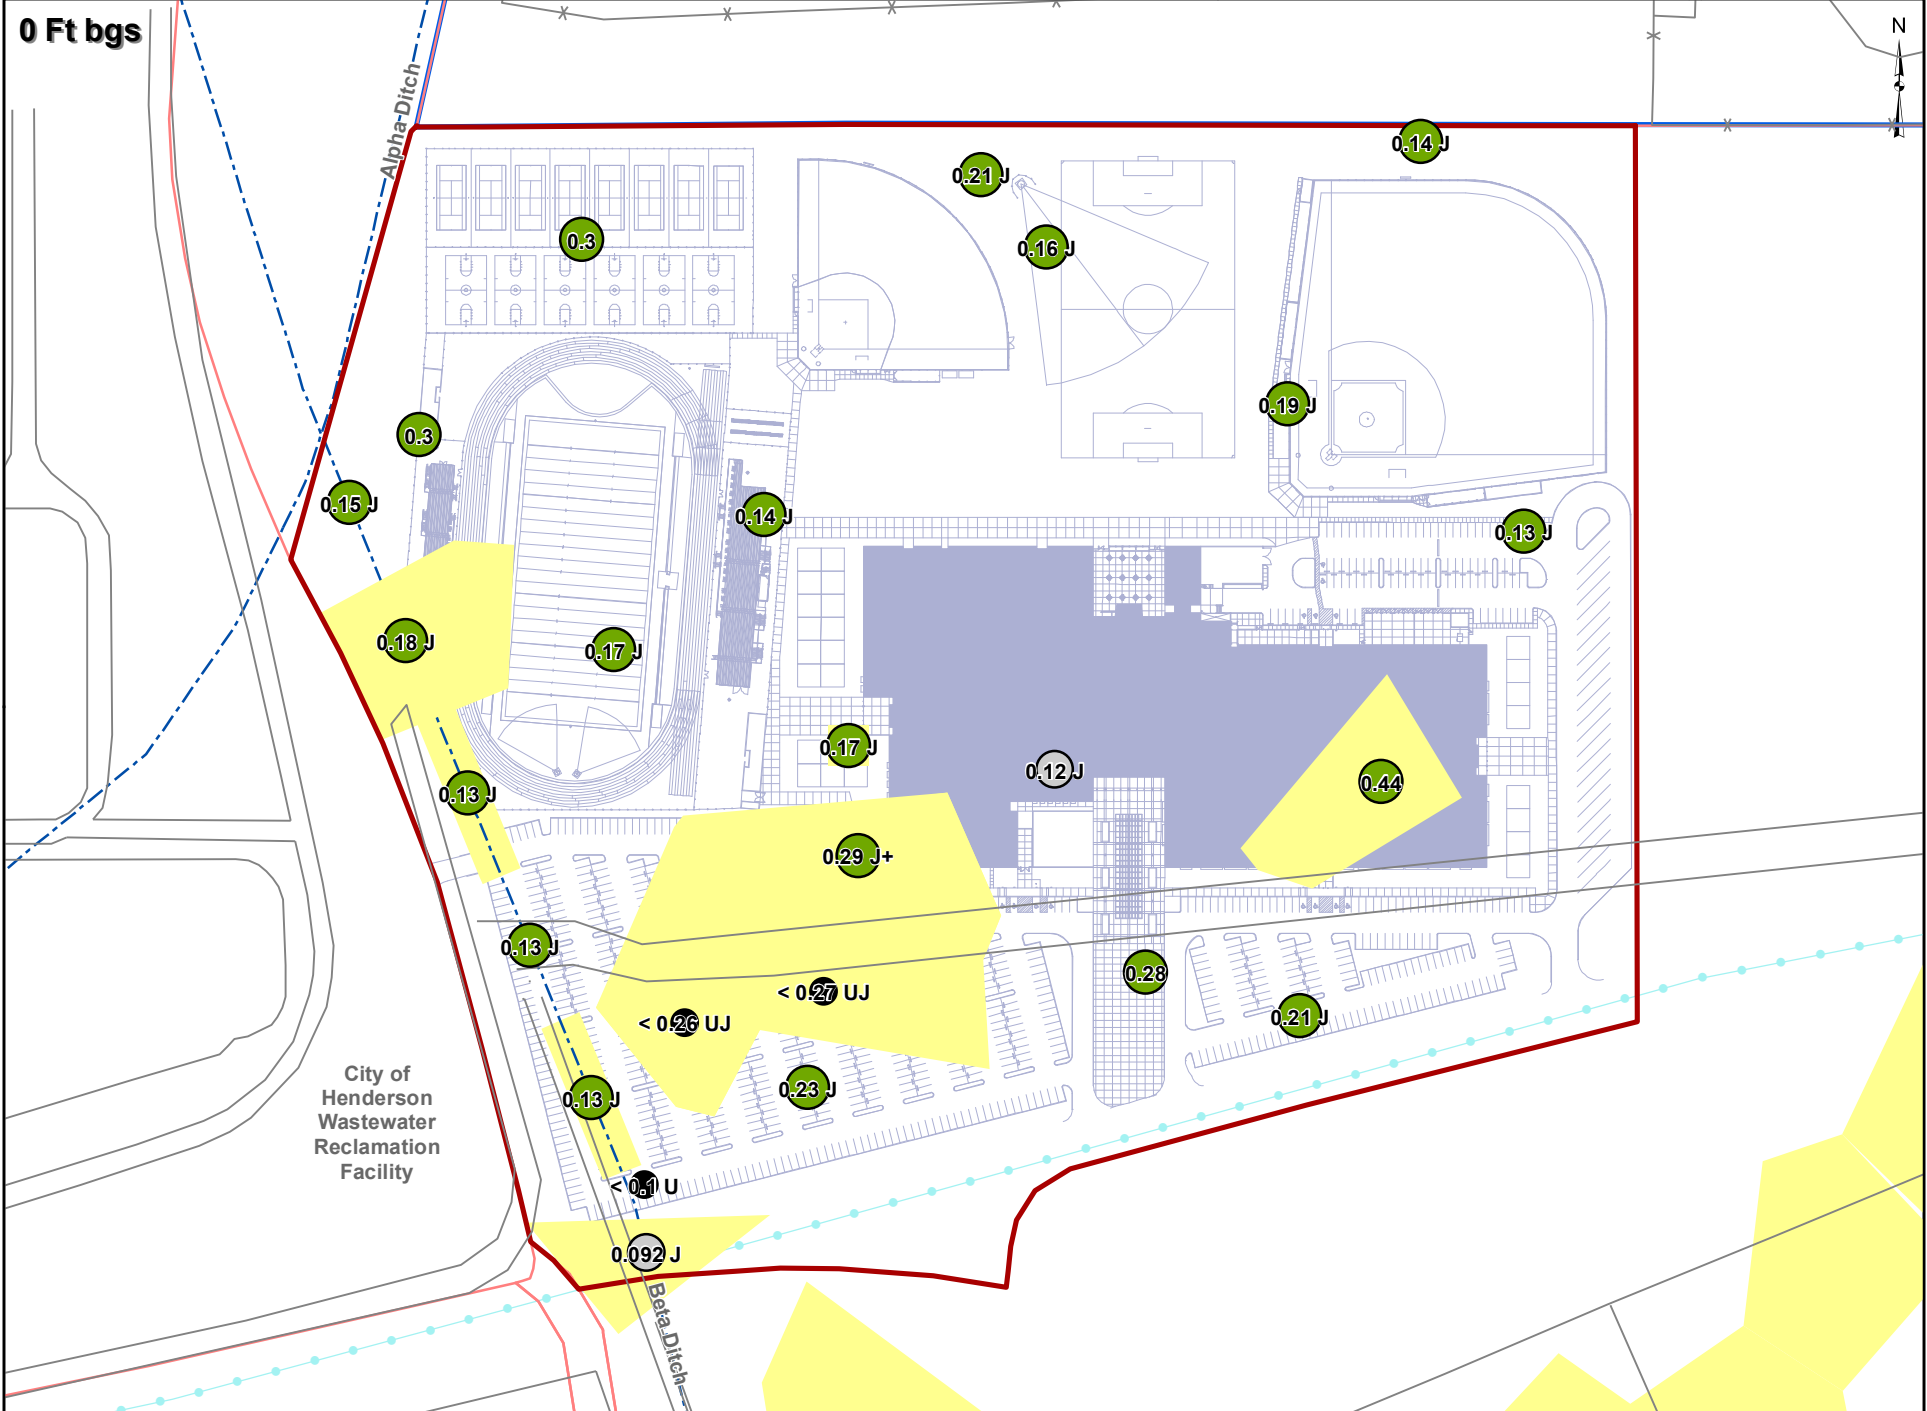 0 Ft bgs
N
Alpha Ditch
0.14 J
0.21 J
0.3
0.16 J
0.19 J
0.3
0.15 J
0.14 J
0.13 J
0.18 J
0.17 J
0.17 J
0.12 J
0.44
0.13 J
0.29 J+
0.13 J
0.28
< 0.27 UJ
0.21 J
< 0.26 UJ
City of
Henderson
Wastewater
Reclamation
Facility
0.23 J
0.13 J
< 0.1 U
0.092 J
Beta Ditch